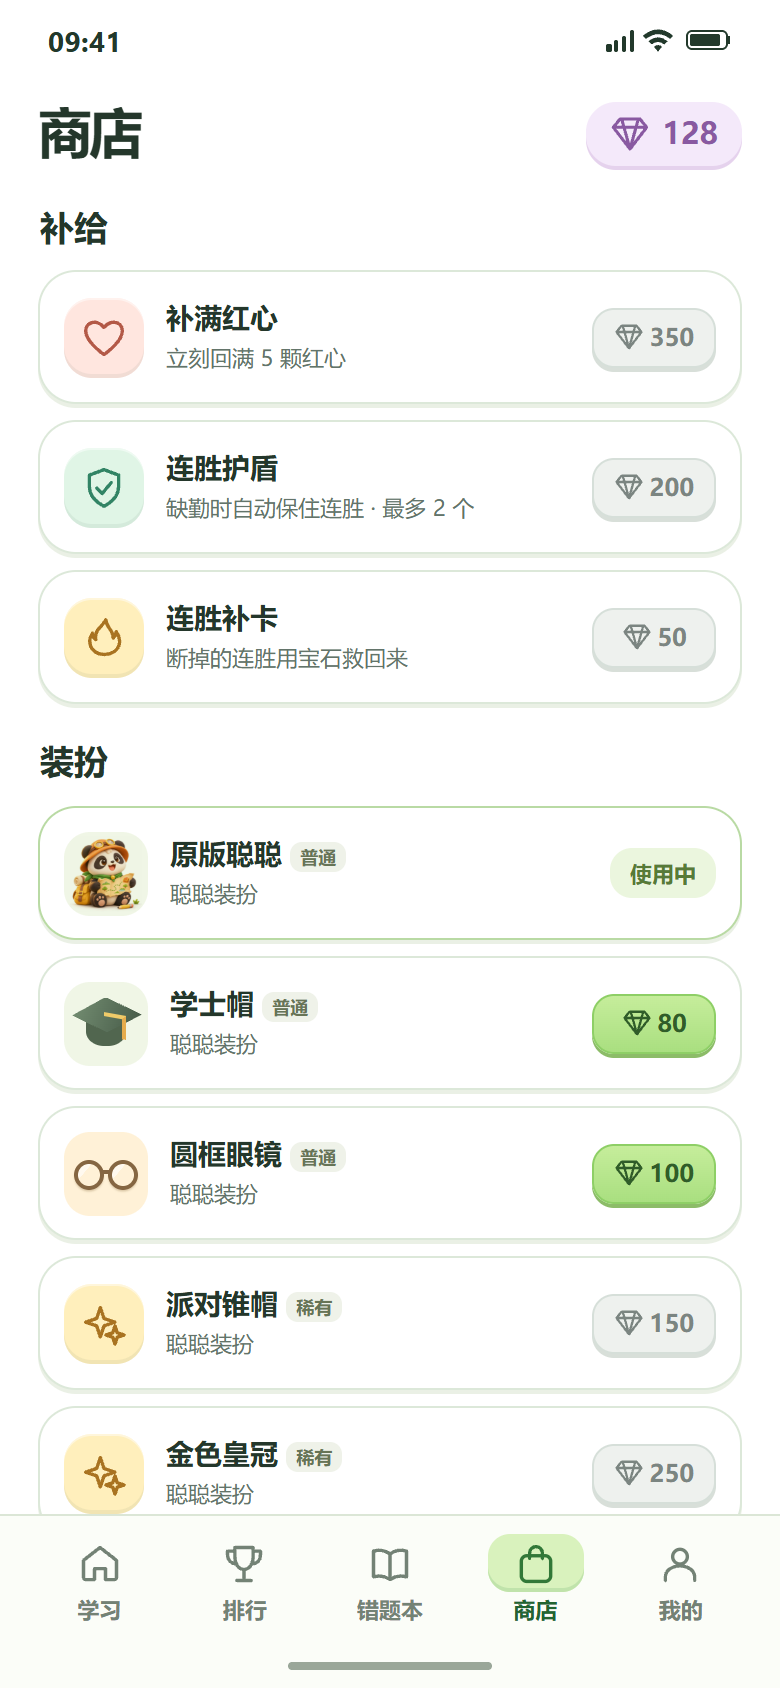 09:41
商店
128
补给
补满红心
立刻回满 5 颗红心
350
连胜护盾
缺勤时自动保住连胜 · 最多 2 个
200
连胜补卡
断掉的连胜用宝石救回来
50
装扮
原版聪聪 普通
聪聪装扮
使用中
学士帽 普通
聪聪装扮
80
圆框眼镜 普通
聪聪装扮
100
派对锥帽 稀有
聪聪装扮
150
金色皇冠 稀有
聪聪装扮
250
学习 排行 错题本 商店 我的